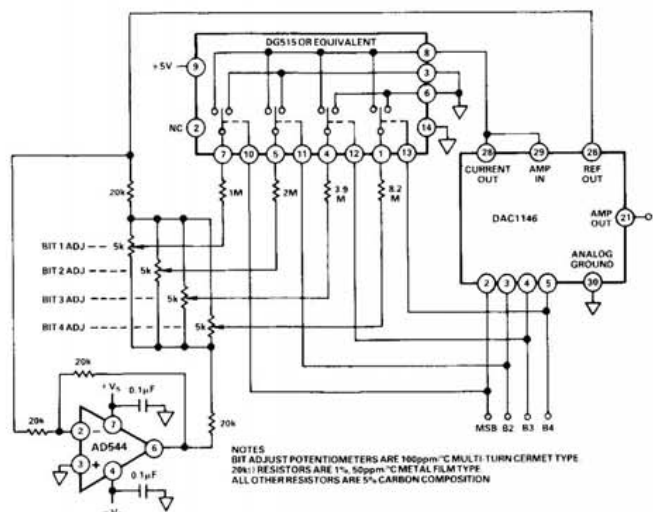 DG515 OR EQUIVALENT
+5V
9
8
3
6
NC
2
14
7
10
5
11
4
12
1
13
1M
2M
3.9
M
8.2
M
20k
28
29
26
CURRENT
OUT
AMP
IN
REF
OUT
DAC1146
AMP
OUT
21
ANALOG
GROUND
30
2
3
4
5
BIT 1 ADJ
5k
BIT 2 ADJ
5k
BIT 3 ADJ
5k
BIT 4 ADJ
5k
20k
+VS
0.1µF
20k
20k
2
7
AD544
6
3
4
0.1µF
MSB
B2
B3
B4
NOTES
BIT ADJUST POTENTIOMETERS ARE 100ppm/°C MULTI-TURN CERMET TYPE
20kΩ RESISTORS ARE 1%, 50ppm/°C METAL FILM TYPE
ALL OTHER RESISTORS ARE 5% CARBON COMPOSITION